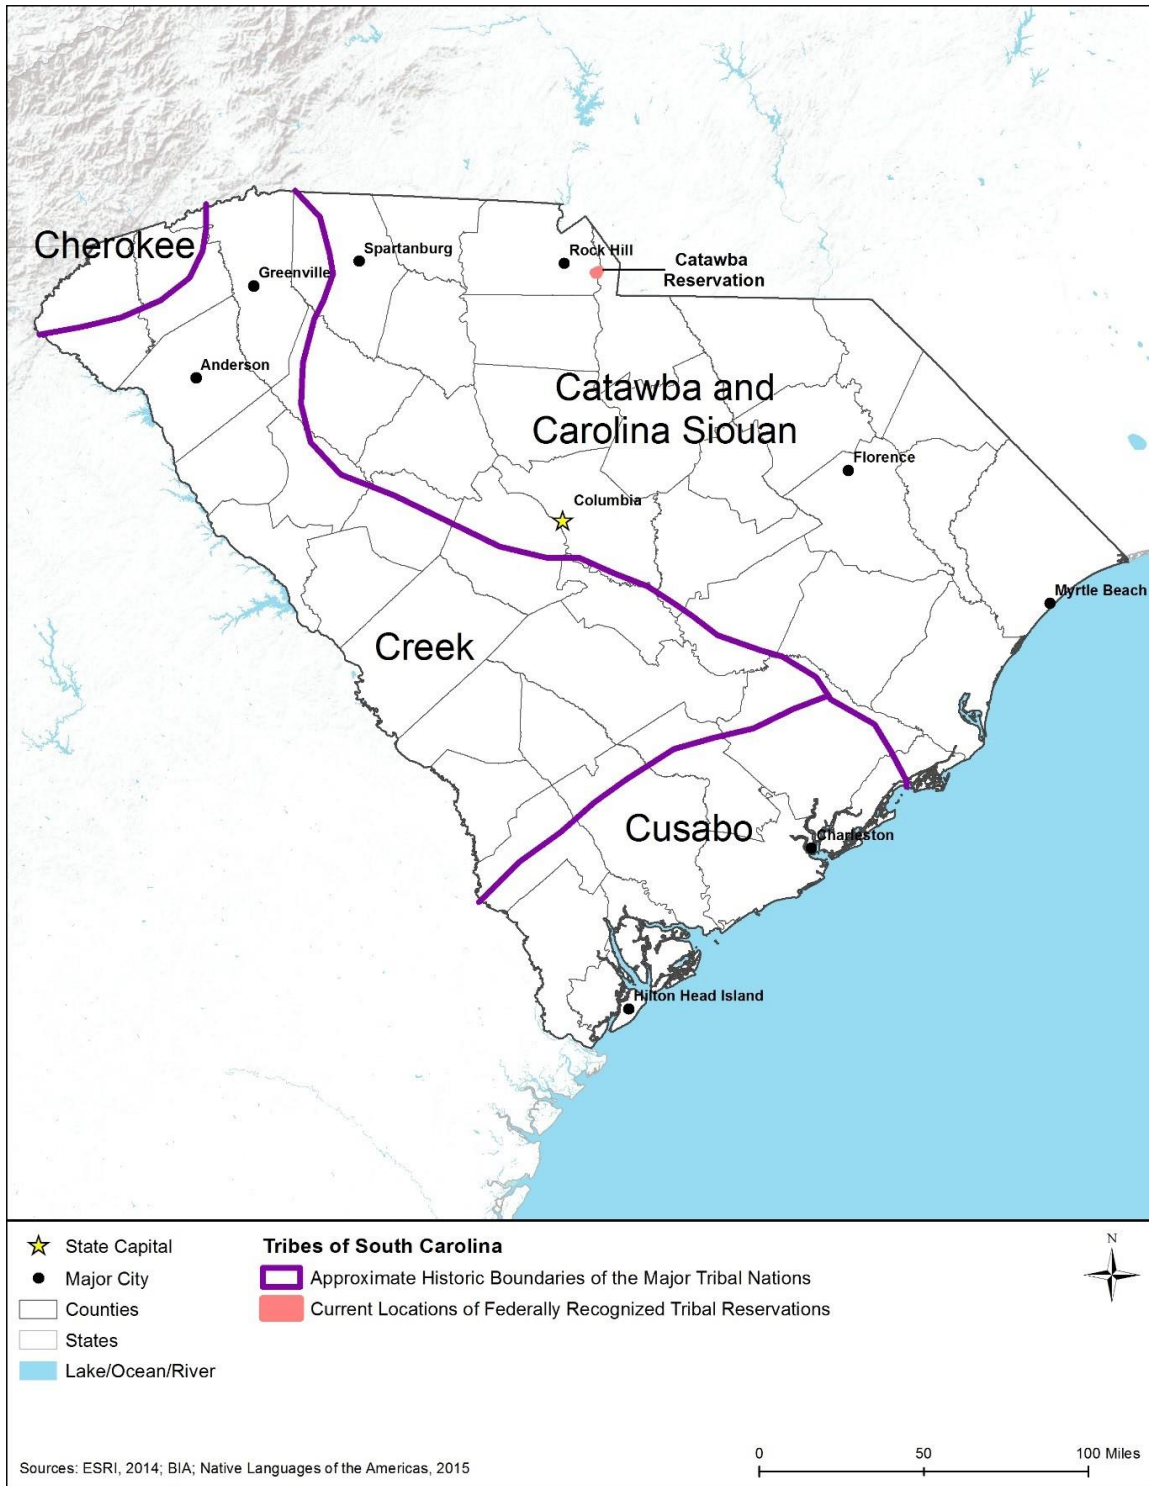 Cherokee
Spartanburg
Rock Hill
Catawba
Reservation
Greenville
Anderson
Catawba and
Carolina Siouan
Florence
Columbia
Myrtle Beach
Creek
Cusabo
Charleston
Hilton Head Island
State Capital
Major City
Counties
States
Lake/Ocean/River
Tribes of South Carolina
Approximate Historic Boundaries of the Major Tribal Nations
Current Locations of Federally Recognized Tribal Reservations
N
Sources: ESRI, 2014; BIA; Native Languages of the Americas, 2015
0 50 100 Miles